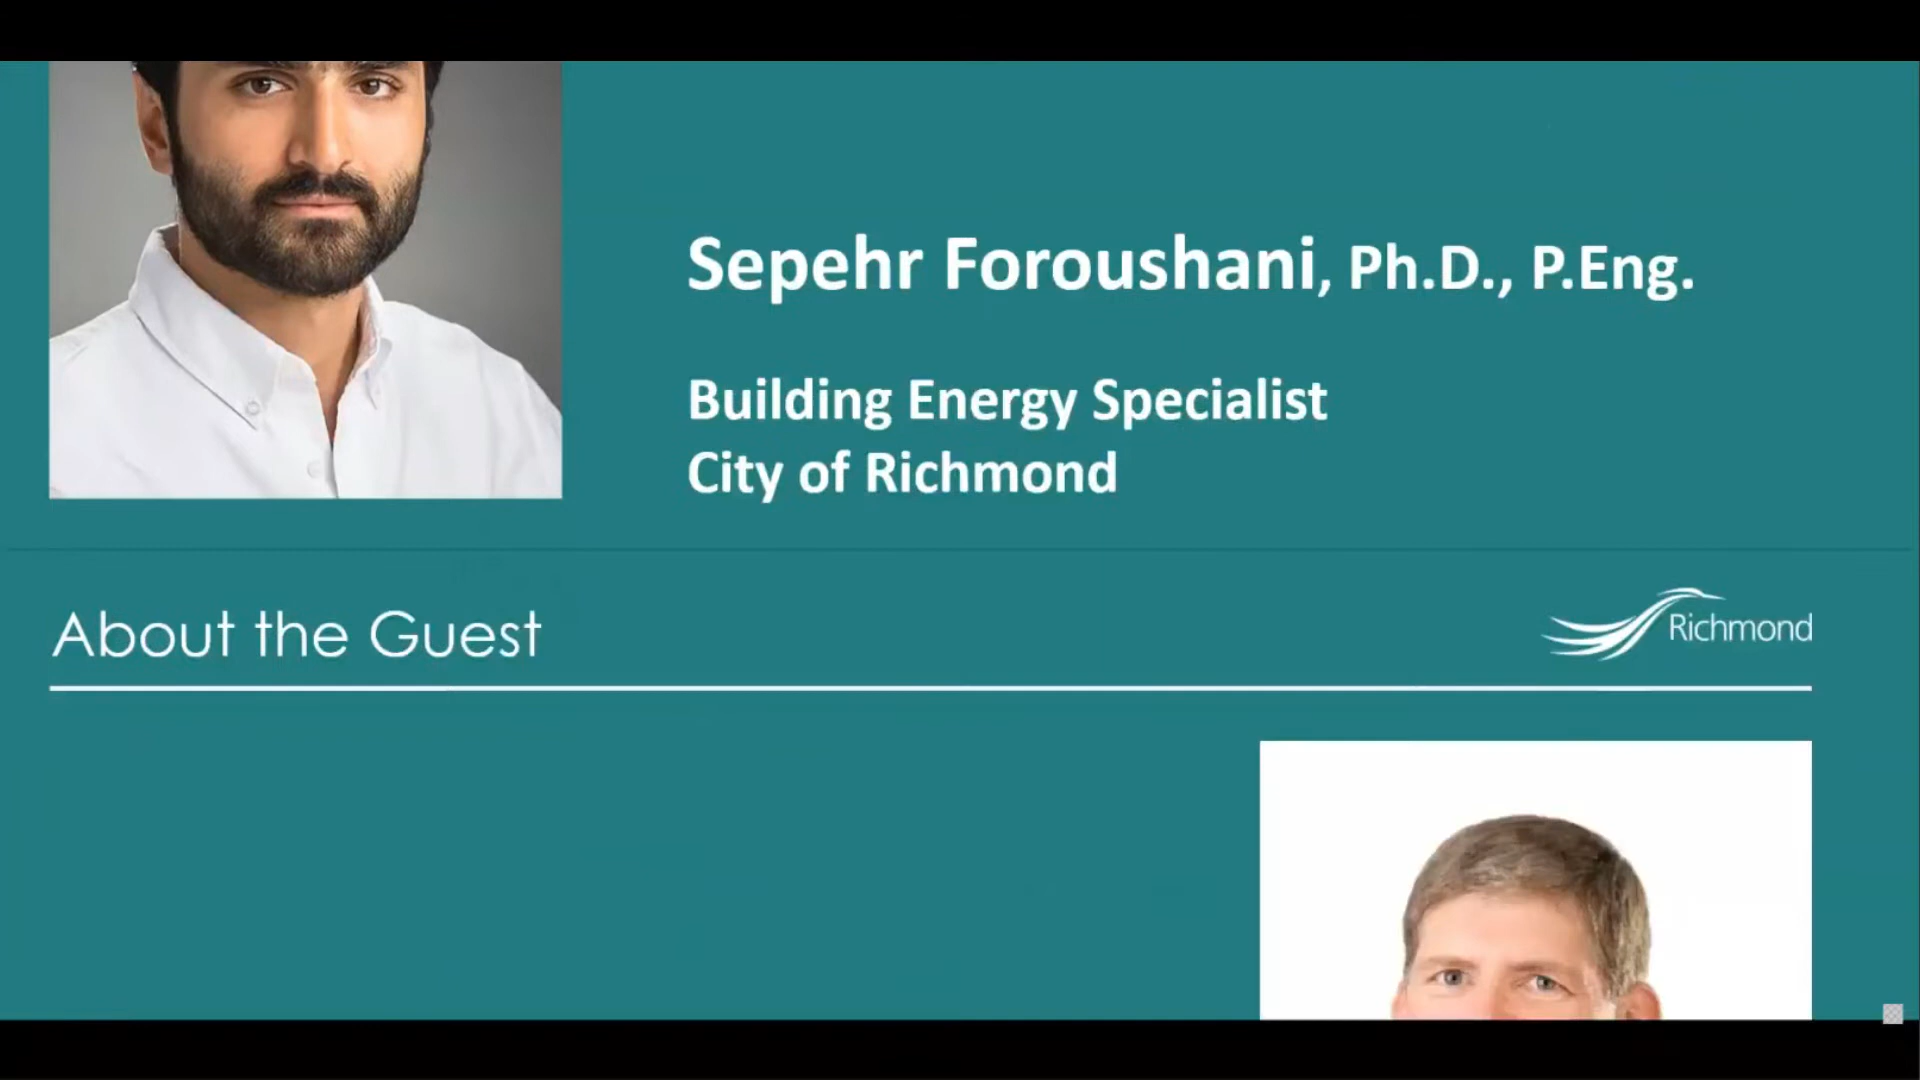 Sepehr Foroushani, Ph.D., P.Eng.
Building Energy Specialist
City of Richmond
About the Guest
Richmond